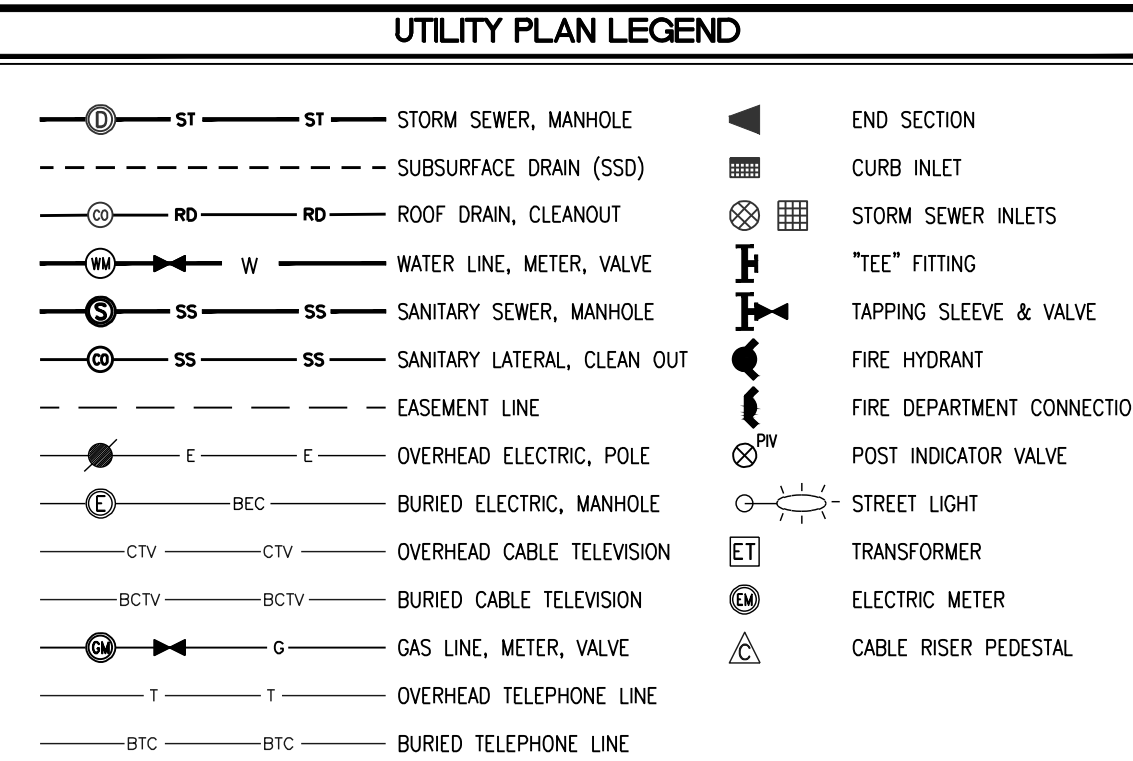 UTILITY PLAN LEGEND
D ST ST STORM SEWER, MANHOLE
SUBSURFACE DRAIN (SSD)
CO RD RD ROOF DRAIN, CLEANOUT
WM W WATER LINE, METER, VALVE
S SS SS SANITARY SEWER, MANHOLE
CO SS SS SANITARY LATERAL, CLEAN OUT
EASEMENT LINE
E E OVERHEAD ELECTRIC, POLE
E BEC BURIED ELECTRIC, MANHOLE
CTV CTV OVERHEAD CABLE TELEVISION
BCTV BCTV BURIED CABLE TELEVISION
GM G GAS LINE, METER, VALVE
T T OVERHEAD TELEPHONE LINE
BTC BTC BURIED TELEPHONE LINE
END SECTION
CURB INLET
STORM SEWER INLETS
"TEE" FITTING
TAPPING SLEEVE & VALVE
FIRE HYDRANT
FIRE DEPARTMENT CONNECTIO
PIV POST INDICATOR VALVE
STREET LIGHT
ET TRANSFORMER
EM ELECTRIC METER
C CABLE RISER PEDESTAL